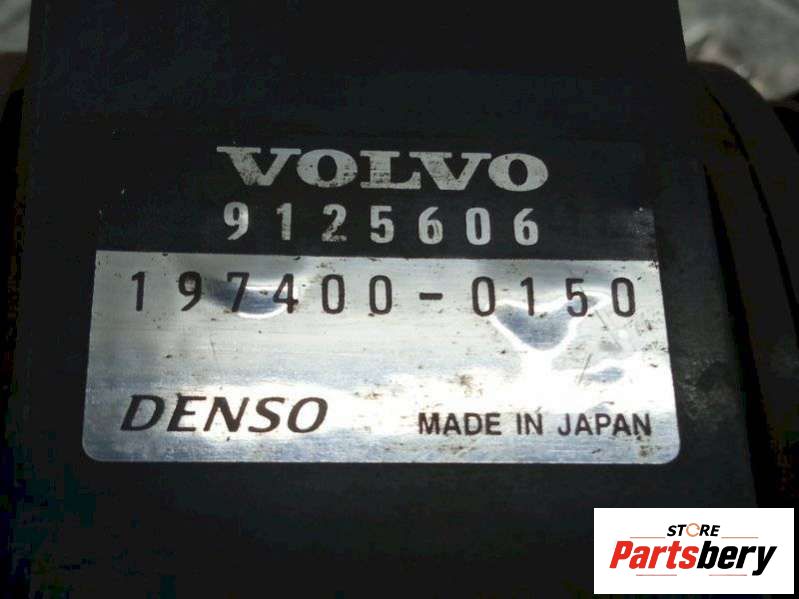 VOLVO
9125606
197400-0150
DENSO MADE IN JAPAN
STORE
Partsbery